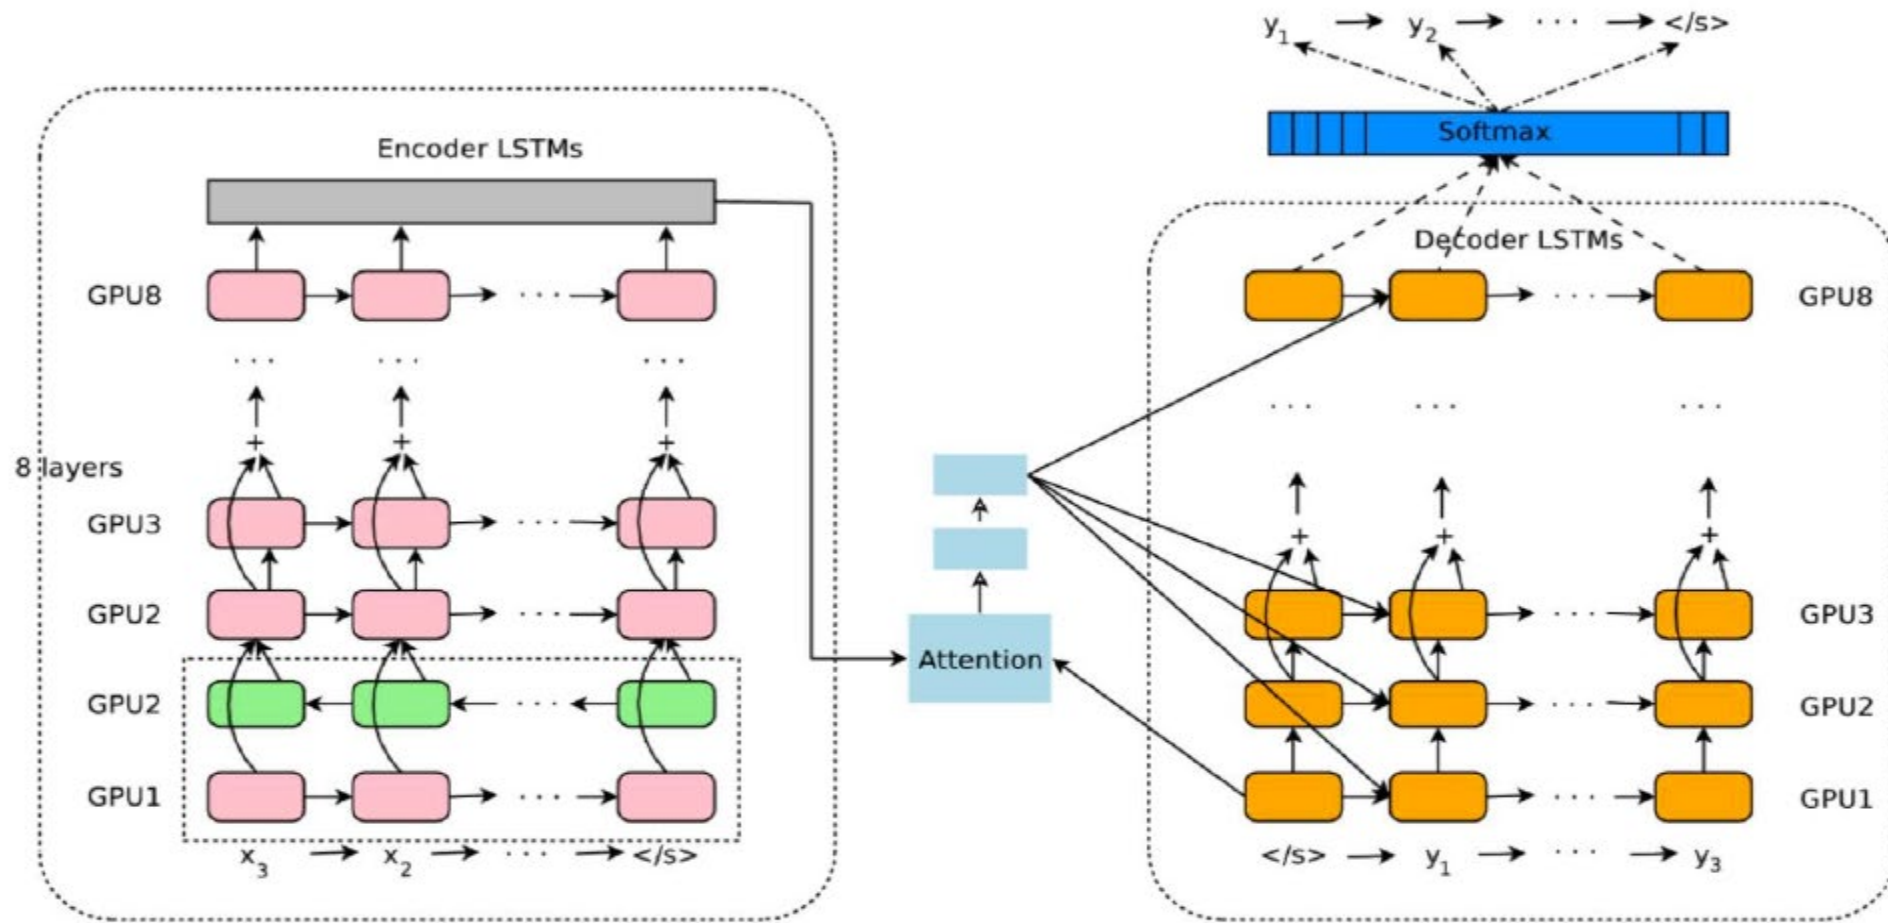 y1 → y2 → ··· → </s>
Softmax
Encoder LSTMs
Decoder LSTMs
GPU8
GPU8
8 layers
GPU3
GPU2
GPU2
GPU1
Attention
GPU3
GPU2
GPU1
x3 → x2 → ··· → </s>
</s> → y1 → ··· → y3